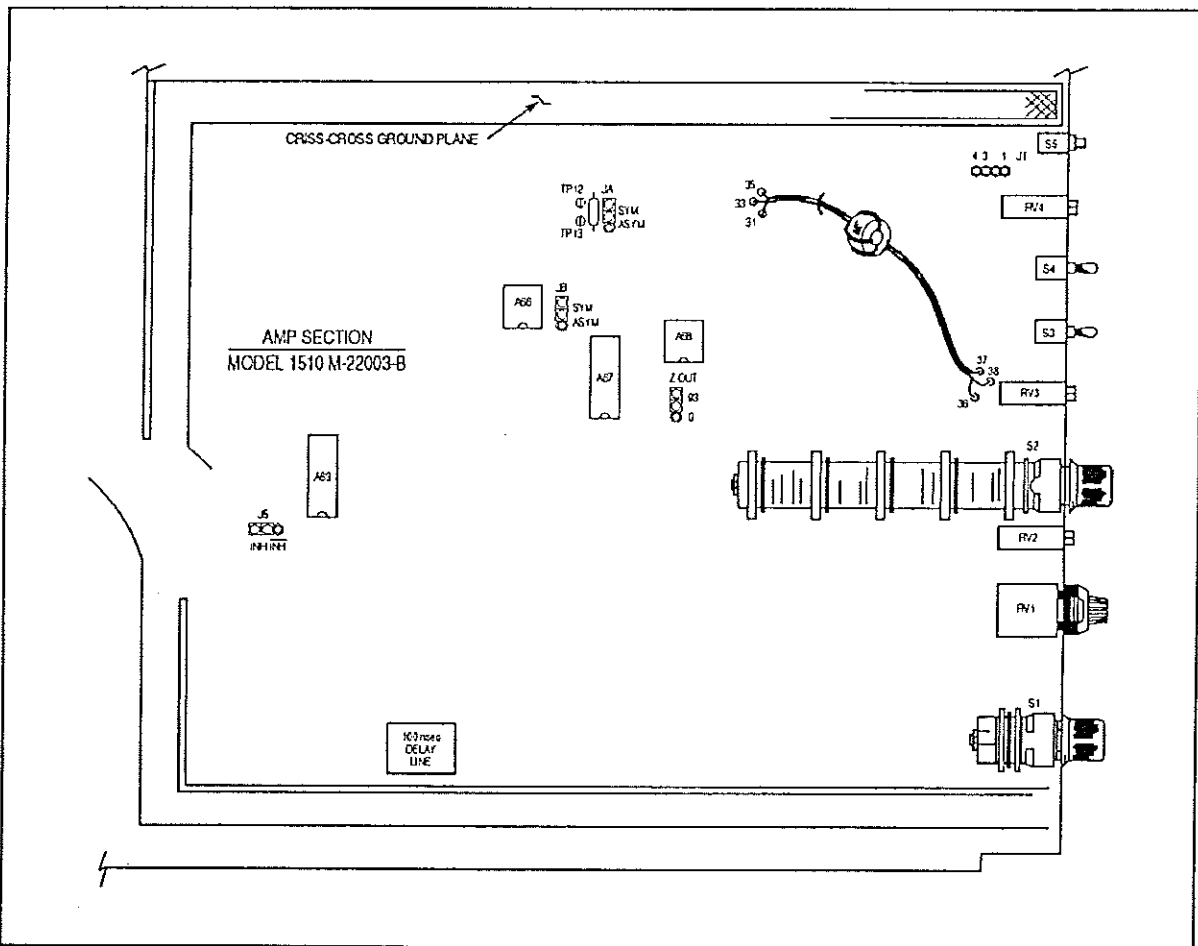 CRISS-CROSS GROUND PLANE
S5
4 3 1 J1
TP12 JA
SYM
ASYM
TP13
35
33
31
RV4
S4
S3
A66
JB
SYM
ASYM
A68
AMP SECTION
MODEL 1510 M-22003-B
A67
Z OUT
93
0
37
38
36
RV3
S2
A63
J5
INH INH
RV2
RV1
S1
100 nsec
DELAY
LINE